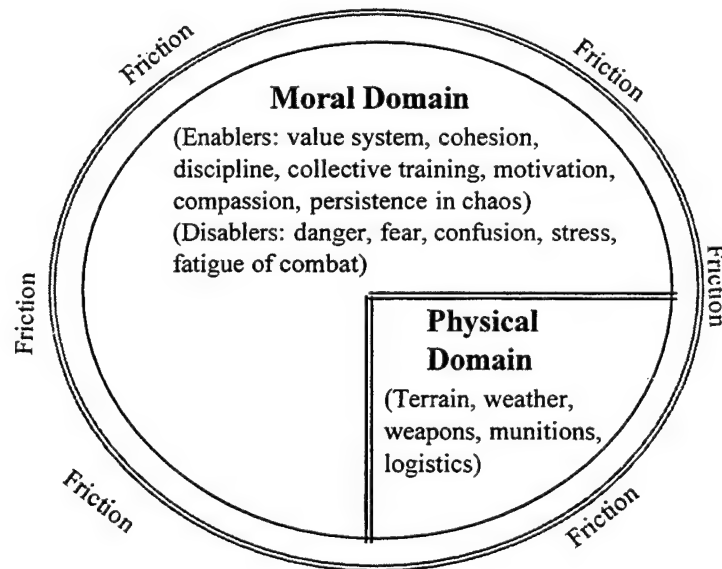 Friction
Friction
Moral Domain
(Enablers: value system, cohesion,
discipline, collective training, motivation,
compassion, persistence in chaos)
(Disablers: danger, fear, confusion, stress,
fatigue of combat)
Friction
Friction
Physical
Domain
(Terrain, weather,
weapons, munitions,
logistics)
Friction
Friction